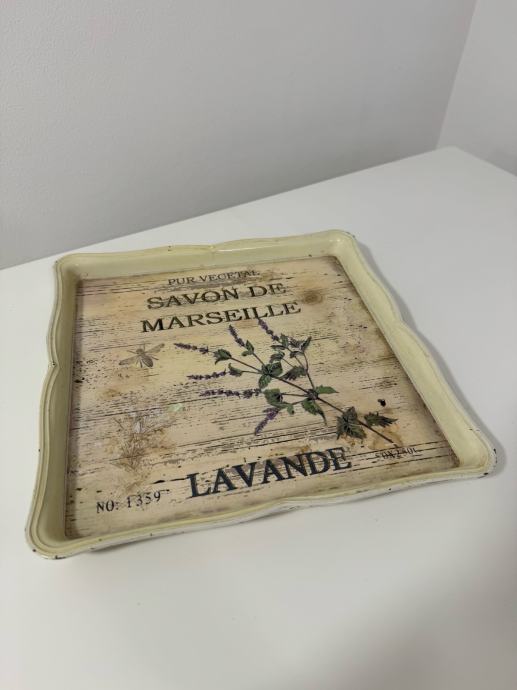 PUR VEGETAL
SAVON DE
MARSEILLE
LAVANDE
NO: 1359